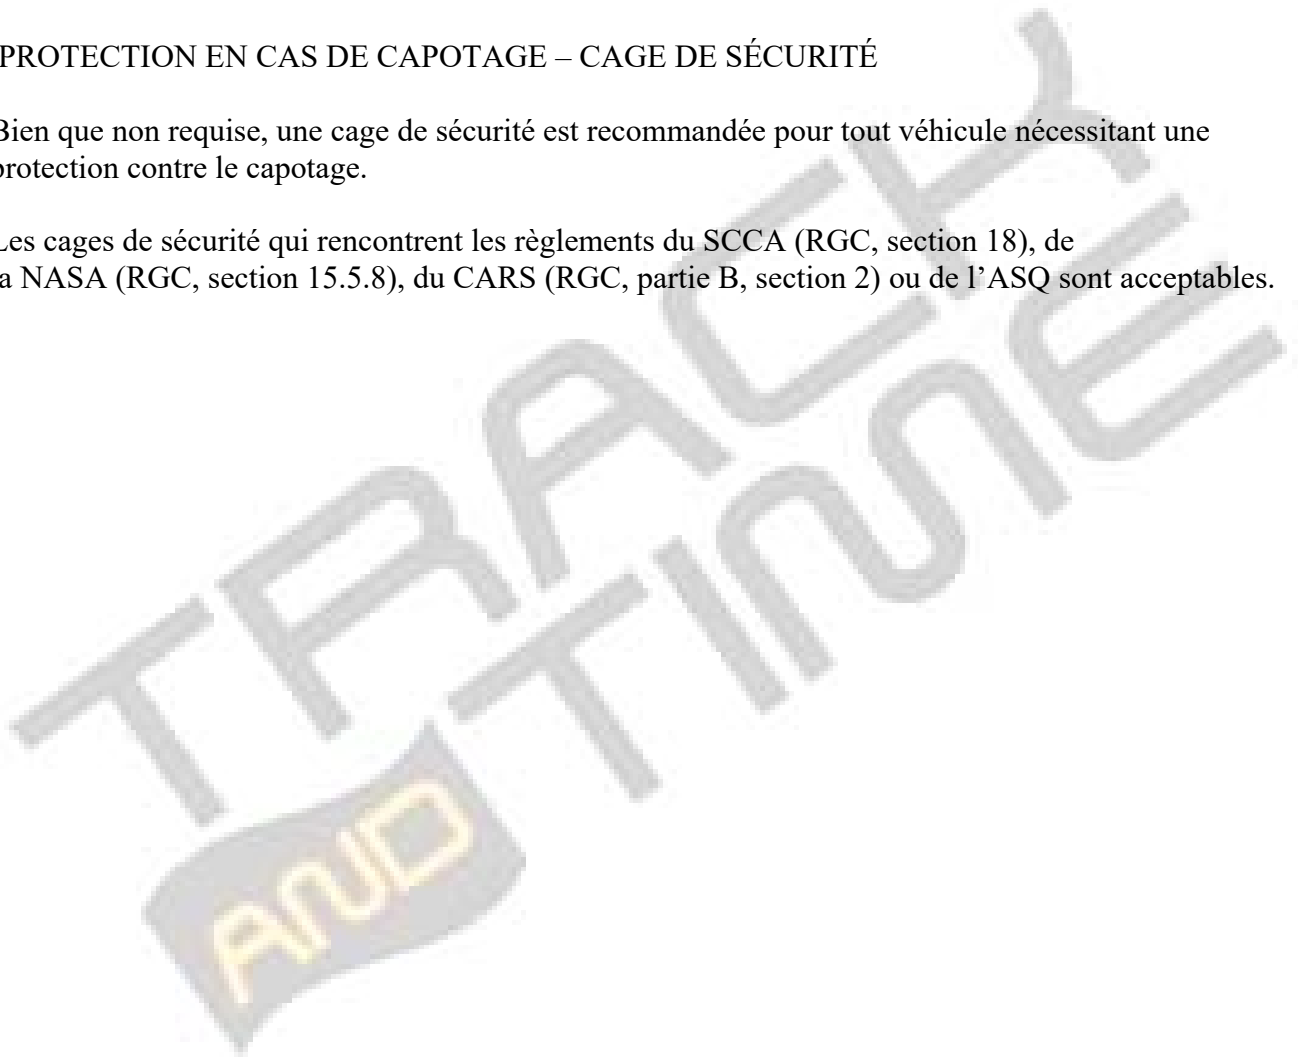 PROTECTION EN CAS DE CAPOTAGE – CAGE DE SÉCURITÉ
Bien que non requise, une cage de sécurité est recommandée pour tout véhicule nécessitant une
protection contre le capotage.
Les cages de sécurité qui rencontrent les règlements du SCCA (RGC, section 18), de
la NASA (RGC, section 15.5.8), du CARS (RGC, partie B, section 2) ou de l’ASQ sont acceptables.
TRACK
AND TIME